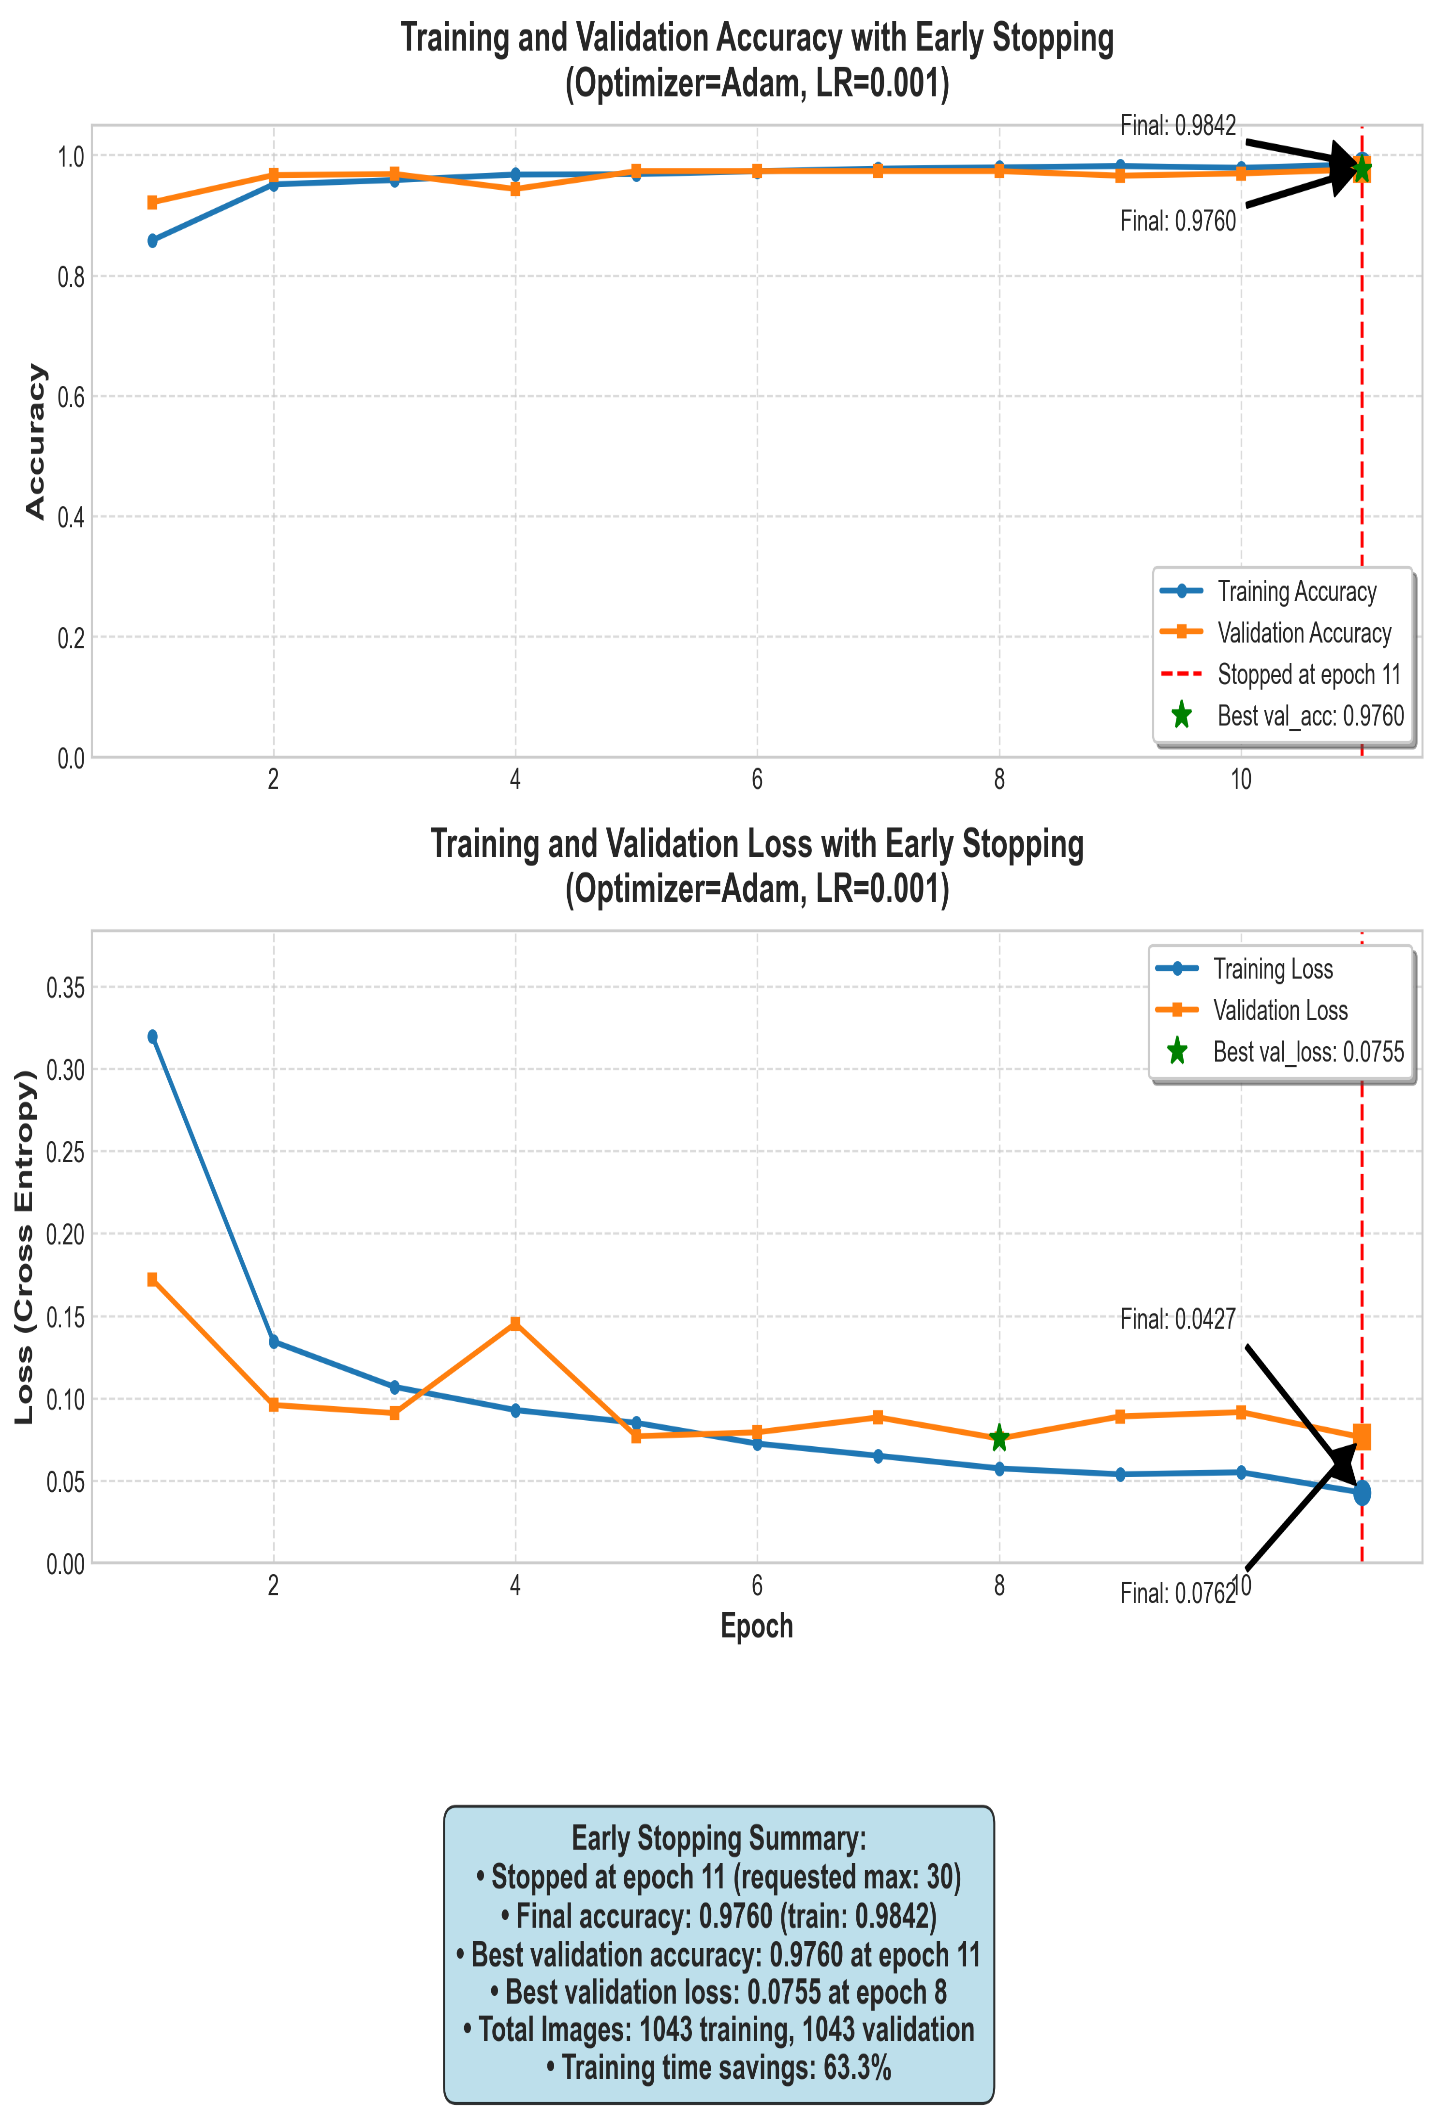 Training and Validation Accuracy with Early Stopping
(Optimizer=Adam, LR=0.001)
Final: 0.9842
Final: 0.9760
1.0
0.8
0.6
0.4
0.2
0.0
Accuracy
Training Accuracy
Validation Accuracy
Stopped at epoch 11
Best val_acc: 0.9760
2
4
6
8
10
Training and Validation Loss with Early Stopping
(Optimizer=Adam, LR=0.001)
0.35
0.30
0.25
0.20
0.15
0.10
0.05
0.00
Loss (Cross Entropy)
Training Loss
Validation Loss
Best val_loss: 0.0755
Final: 0.0427
Final: 0.0762
2
4
6
8
10
Epoch
Early Stopping Summary:
• Stopped at epoch 11 (requested max: 30)
• Final accuracy: 0.9760 (train: 0.9842)
• Best validation accuracy: 0.9760 at epoch 11
• Best validation loss: 0.0755 at epoch 8
• Total Images: 1043 training, 1043 validation
• Training time savings: 63.3%